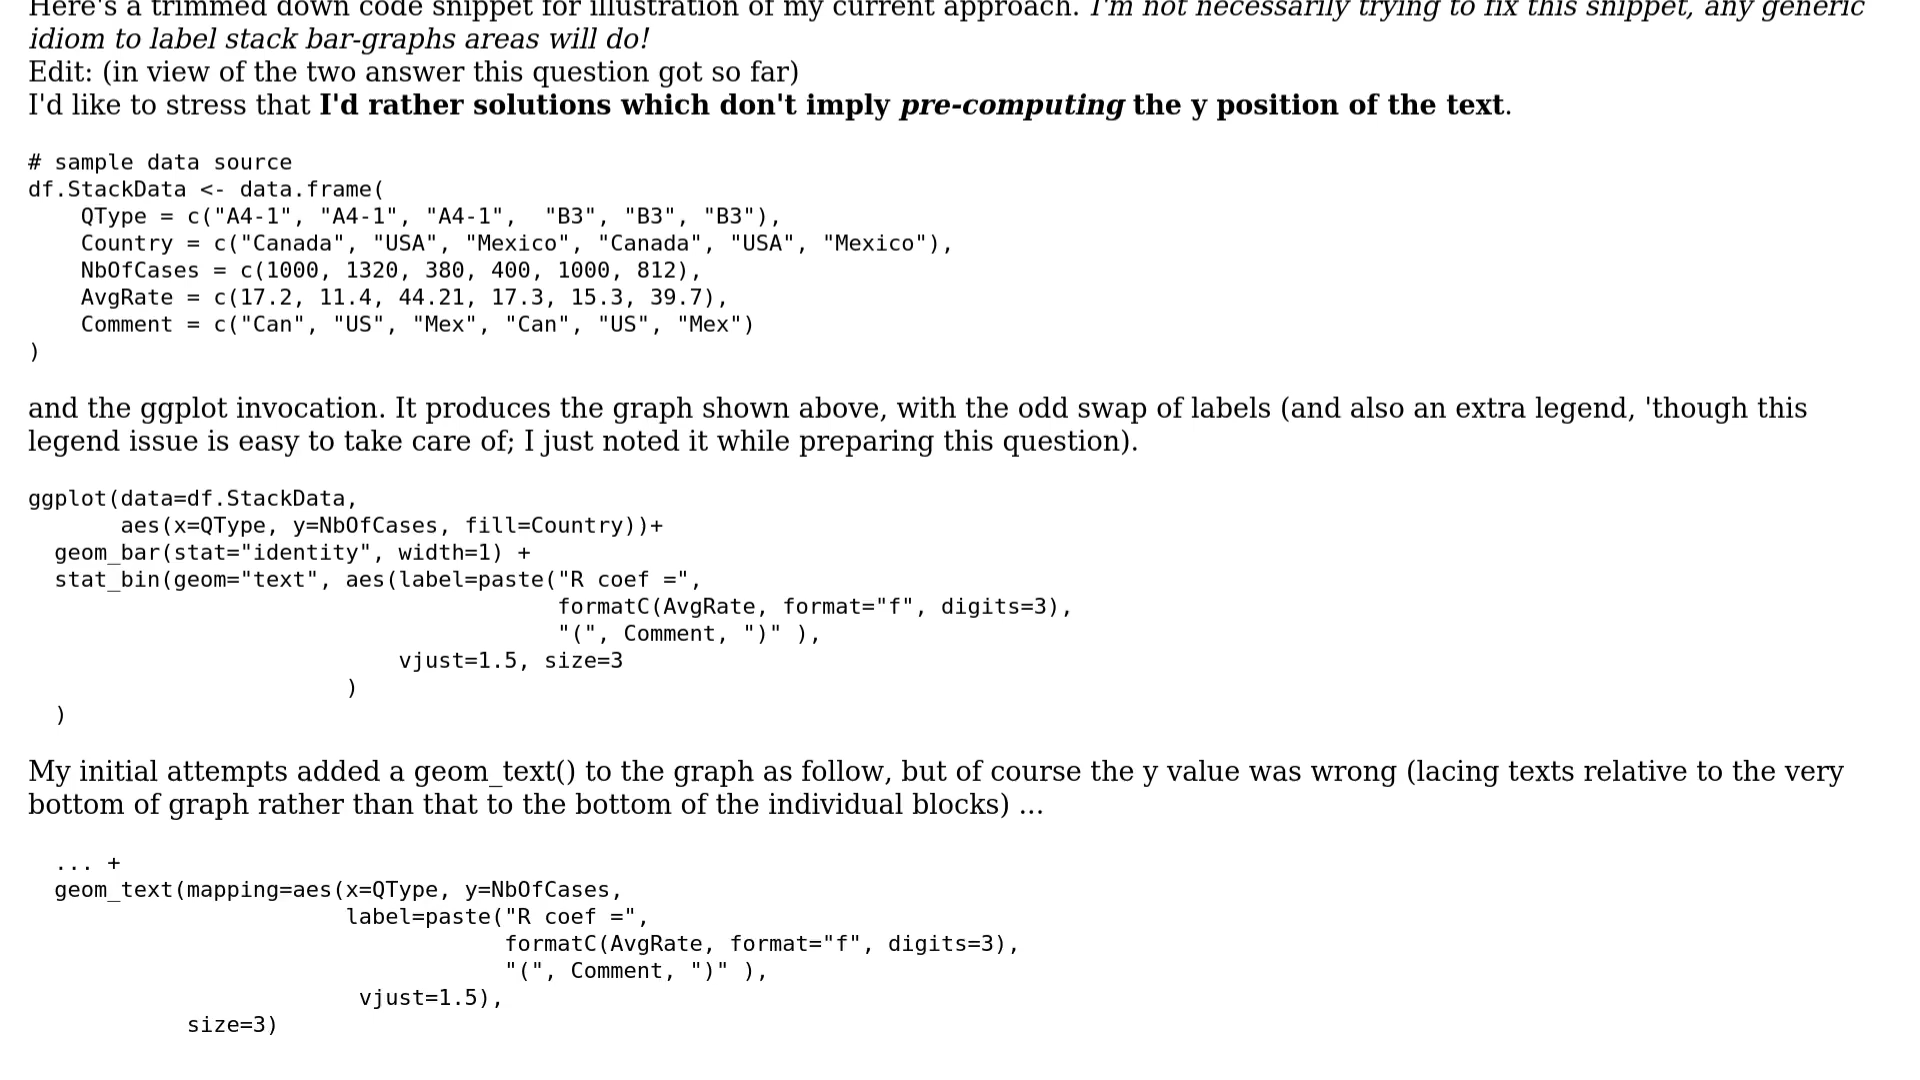 Here's a trimmed down code snippet for illustration of my current approach. I'm not necessarily trying to fix this snippet, any generic
idiom to label stack bar-graphs areas will do!
Edit: (in view of the two answer this question got so far)
I'd like to stress that I'd rather solutions which don't imply pre-computing the y position of the text.
# sample data source
df.StackData <- data.frame(
    QType = c("A4-1", "A4-1", "A4-1",  "B3", "B3", "B3"),
    Country = c("Canada", "USA", "Mexico", "Canada", "USA", "Mexico"),
    NbOfCases = c(1000, 1320, 380, 400, 1000, 812),
    AvgRate = c(17.2, 11.4, 44.21, 17.3, 15.3, 39.7),
    Comment = c("Can", "US", "Mex", "Can", "US", "Mex")
)
and the ggplot invocation. It produces the graph shown above, with the odd swap of labels (and also an extra legend, 'though this
legend issue is easy to take care of; I just noted it while preparing this question).
ggplot(data=df.StackData,
       aes(x=QType, y=NbOfCases, fill=Country))+
  geom_bar(stat="identity", width=1) +
  stat_bin(geom="text", aes(label=paste("R coef =",
                                        formatC(AvgRate, format="f", digits=3),
                                        "(", Comment, ")" ),
                            vjust=1.5, size=3
                        )
  )
My initial attempts added a geom_text() to the graph as follow, but of course the y value was wrong (lacing texts relative to the very
bottom of graph rather than that to the bottom of the individual blocks) ...
  ... +
  geom_text(mapping=aes(x=QType, y=NbOfCases,
                        label=paste("R coef =",
                                    formatC(AvgRate, format="f", digits=3),
                                    "(", Comment, ")" ),
                         vjust=1.5),
            size=3)